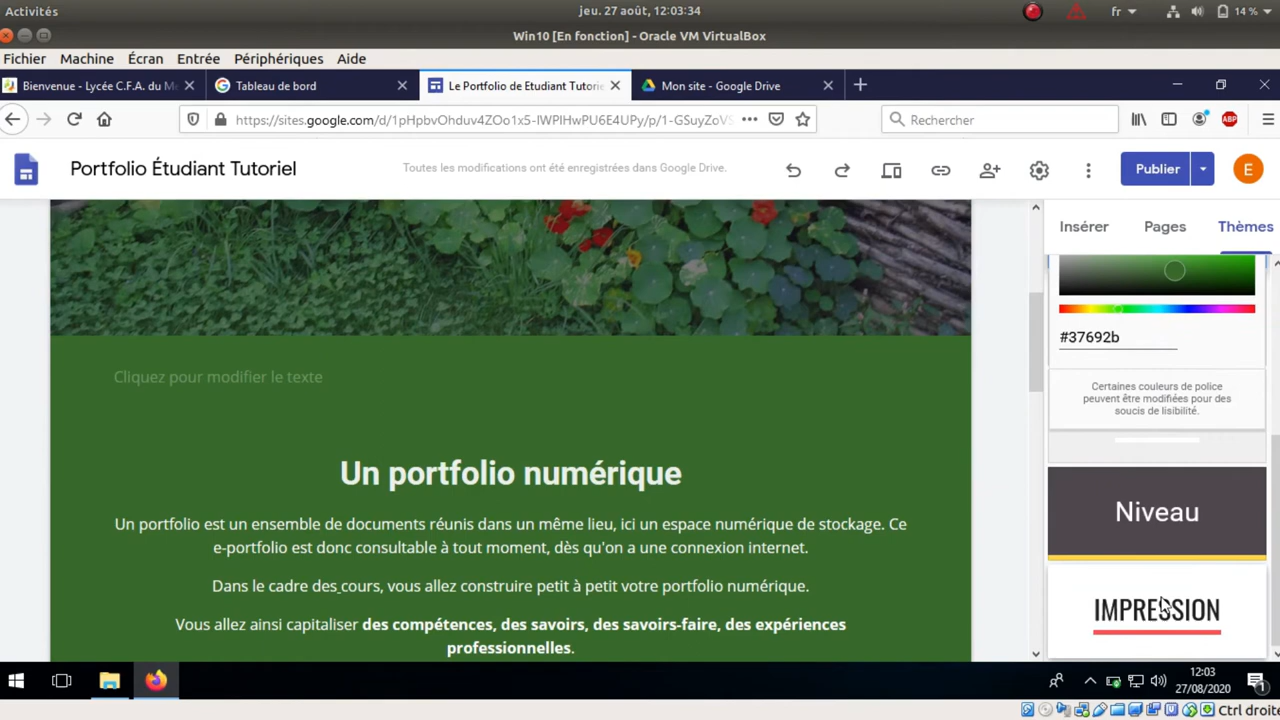 Activités
jeu. 27 août, 12:03:34
fr
14 %
Win10 [En fonction] - Oracle VM VirtualBox
Fichier Machine Écran Entrée Périphériques Aide
Bienvenue - Lycée C.F.A. du M
Tableau de bord
Le Portfolio de Etudiant Tutorie
Mon site - Google Drive
https://sites.google.com/d/1pHpbvOhduv4ZOo1x5-IWPIHwPU6E4UPy/p/1-GSuyZoVS
Rechercher
ABP
Portfolio Étudiant Tutoriel
Toutes les modifications ont été enregistrées dans Google Drive.
Publier
E
Insérer Pages Thèmes
#37692b
Certaines couleurs de police
peuvent être modifiées pour des
soucis de lisibilité.
Niveau
IMPRESSION
Cliquez pour modifier le texte
Un portfolio numérique
Un portfolio est un ensemble de documents réunis dans un même lieu, ici un espace numérique de stockage. Ce
e-portfolio est donc consultable à tout moment, dès qu'on a une connexion internet.
Dans le cadre des cours, vous allez construire petit à petit votre portfolio numérique.
Vous allez ainsi capitaliser des compétences, des savoirs, des savoirs-faire, des expériences
professionnelles.
12:03
27/08/2020
1
Ctrl droite